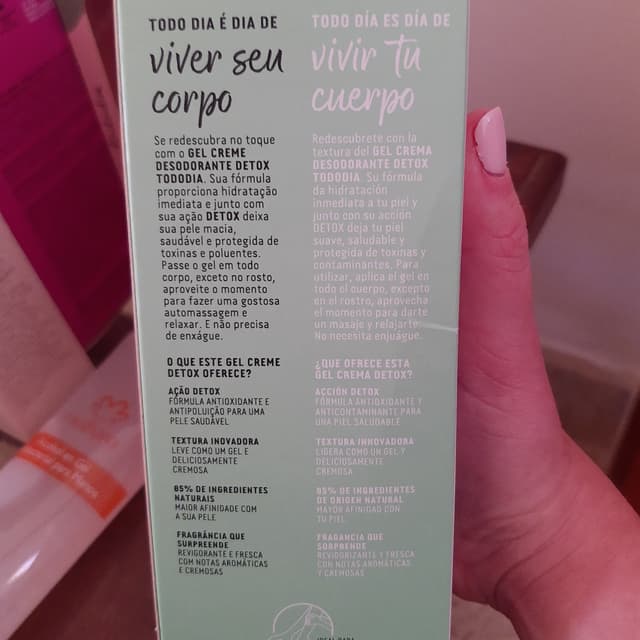 TODO DIA É DIA DE
viver seu
corpo
Se redescubra no toque
com o GEL CREME
DESODORANTE DETOX
TODODIA. Sua fórmula
proporciona hidratação
imediata e junto com
sua ação DETOX deixa
sua pele macia,
saudável e protegida de
toxinas e poluentes.
Passe o gel em todo
corpo, exceto no rosto,
aproveite o momento
para fazer uma gostosa
automassagem e
relaxar. E não precisa
de enxágue.
O QUE ESTE GEL CREME
DETOX OFERECE?
AÇÃO DETOX
FÓRMULA ANTIOXIDANTE E
ANTIPOLUIÇÃO PARA UMA
PELE SAUDÁVEL
TEXTURA INOVADORA
LEVE COMO UM GEL E
DELICIOSAMENTE
CREMOSA
85% DE INGREDIENTES
NATURAIS
MAIOR AFINIDADE COM
A SUA PELE
FRAGRÂNCIA QUE
SURPREENDE
REVIGORANTE E FRESCA
COM NOTAS AROMÁTICAS
E CREMOSAS
TODO DÍA ES DÍA DE
vivir tu
cuerpo
Redescubrete con la
textura del GEL CREMA
DESODORANTE DETOX
TODODIA. Su fórmula
da hidratación
inmediata a tu piel y
junto con su acción
DETOX deja tu piel
suave, saludable y
protegida de toxinas y
contaminantes. Para
utilizar, aplica el gel en
todo el cuerpo, excepto
en el rostro, aprovecha
el momento para darte
un masaje y relajarte.
No necesita enjuague.
¿QUE OFRECE ESTA
GEL CREMA DETOX?
ACCIÓN DETOX
FÓRMULA ANTIOXIDANTE Y
ANTICONTAMINANTE PARA
UNA PIEL SALUDABLE
TEXTURA INNOVADORA
LIGERA COMO UN GEL Y
DELICIOSAMENTE
CREMOSA
85% DE INGREDIENTES
DE ORIGEN NATURAL
MAYOR AFINIDAD CON
TU PIEL
FRAGANCIA QUE
SORPRENDE
REVIGORIZANTE Y FRESCA
CON NOTAS AROMÁTICAS
Y CREMOSAS
IDEAL PARA